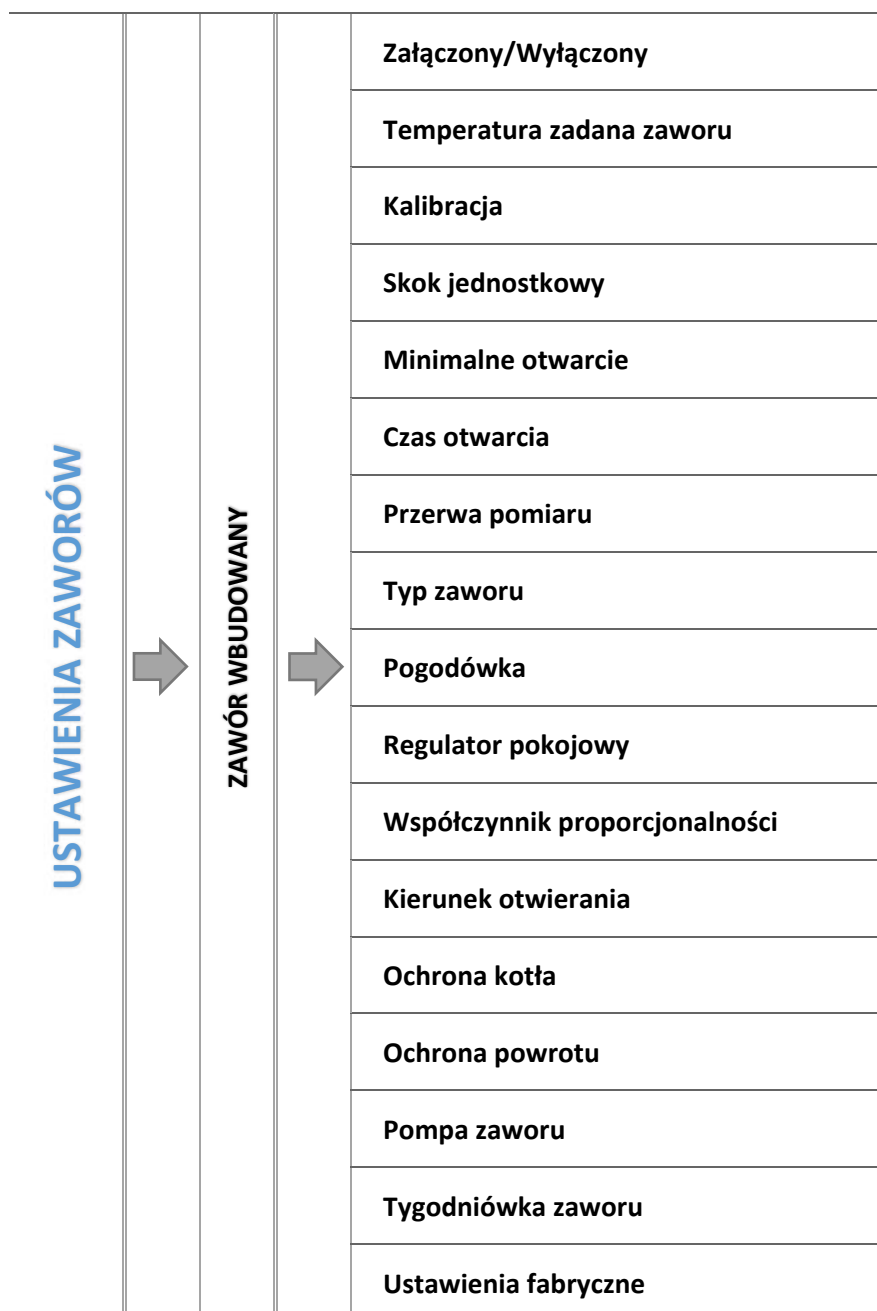 USTAWIENIA ZAWORÓW
ZAWÓR WBUDOWANY
Załączony/Wyłączony
Temperatura zadana zaworu
Kalibracja
Skok jednostkowy
Minimalne otwarcie
Czas otwarcia
Przerwa pomiaru
Typ zaworu
Pogodówka
Regulator pokojowy
Współczynnik proporcjonalności
Kierunek otwierania
Ochrona kotła
Ochrona powrotu
Pompa zaworu
Tygodniówka zaworu
Ustawienia fabryczne